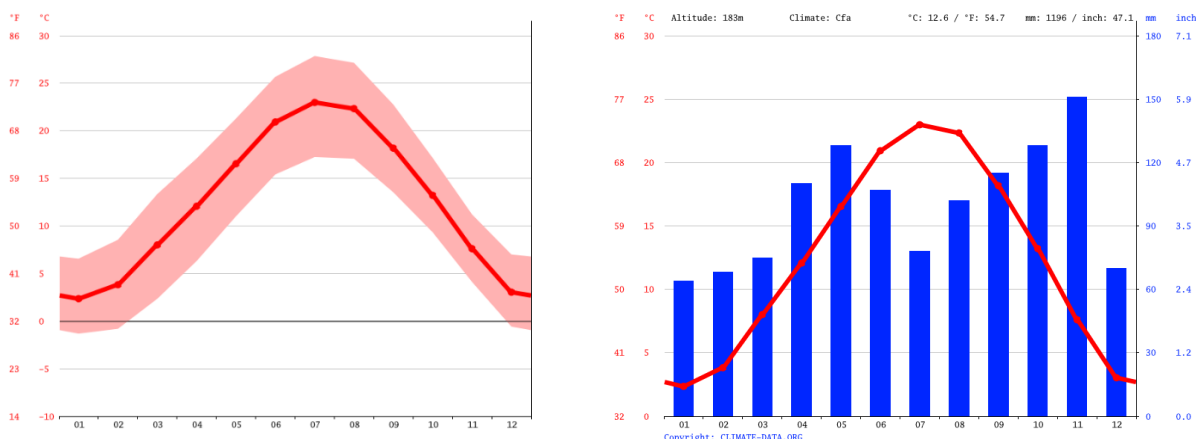 °F °C
86 30
77 25
68 20
59 15
50 10
41 5
32 0
23 -5
14 -10
01 02 03 04 05 06 07 08 09 10 11 12
°F °C Altitude: 183m Climate: Cfa °C: 12.6 / °F: 54.7 mm: 1196 / inch: 47.1 mm inch
86 30 180 7.1
77 25 150 5.9
68 20 120 4.7
59 15 90 3.5
50 10 60 2.4
41 5 30 1.2
32 0 0 0.0
01 02 03 04 05 06 07 08 09 10 11 12
Copyright: CLIMATE-DATA.ORG